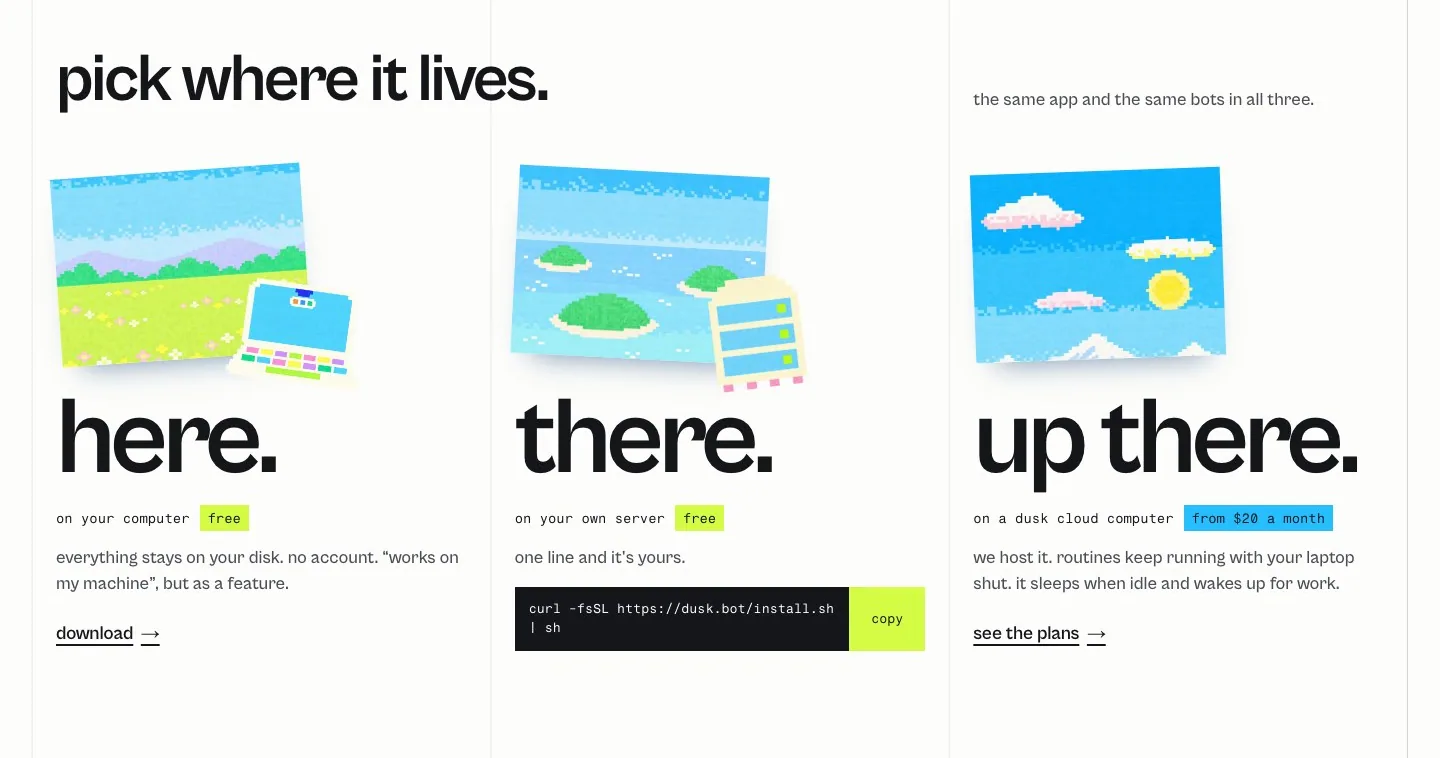 pick where it lives.
the same app and the same bots in all three.
here.
on your computer free
everything stays on your disk. no account. “works on
my machine”, but as a feature.
download →
there.
on your own server free
one line and it’s yours.
curl -fsSL https://dusk.bot/install.sh
| sh
copy
up there.
on a dusk cloud computer from $20 a month
we host it. routines keep running with your laptop
shut. it sleeps when idle and wakes up for work.
see the plans →